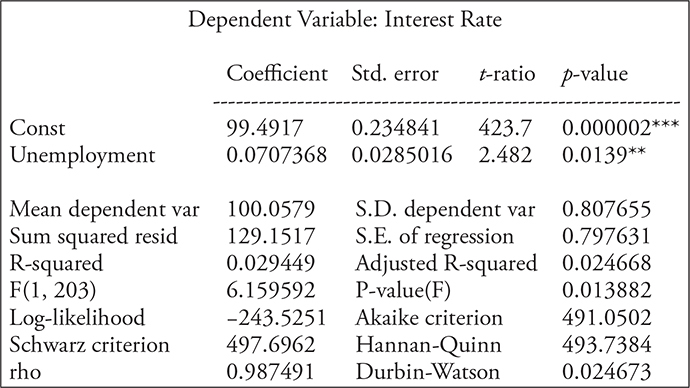 Dependent Variable: Interest Rate
Coefficient Std. error t-ratio p-value
Const 99.4917 0.234841 423.7 0.000002***
Unemployment 0.0707368 0.0285016 2.482 0.0139**
Mean dependent var 100.0579 S.D. dependent var 0.807655
Sum squared resid 129.1517 S.E. of regression 0.797631
R-squared 0.029449 Adjusted R-squared 0.024668
F(1, 203) 6.159592 P-value(F) 0.013882
Log-likelihood –243.5251 Akaike criterion 491.0502
Schwarz criterion 497.6962 Hannan-Quinn 493.7384
rho 0.987491 Durbin-Watson 0.024673